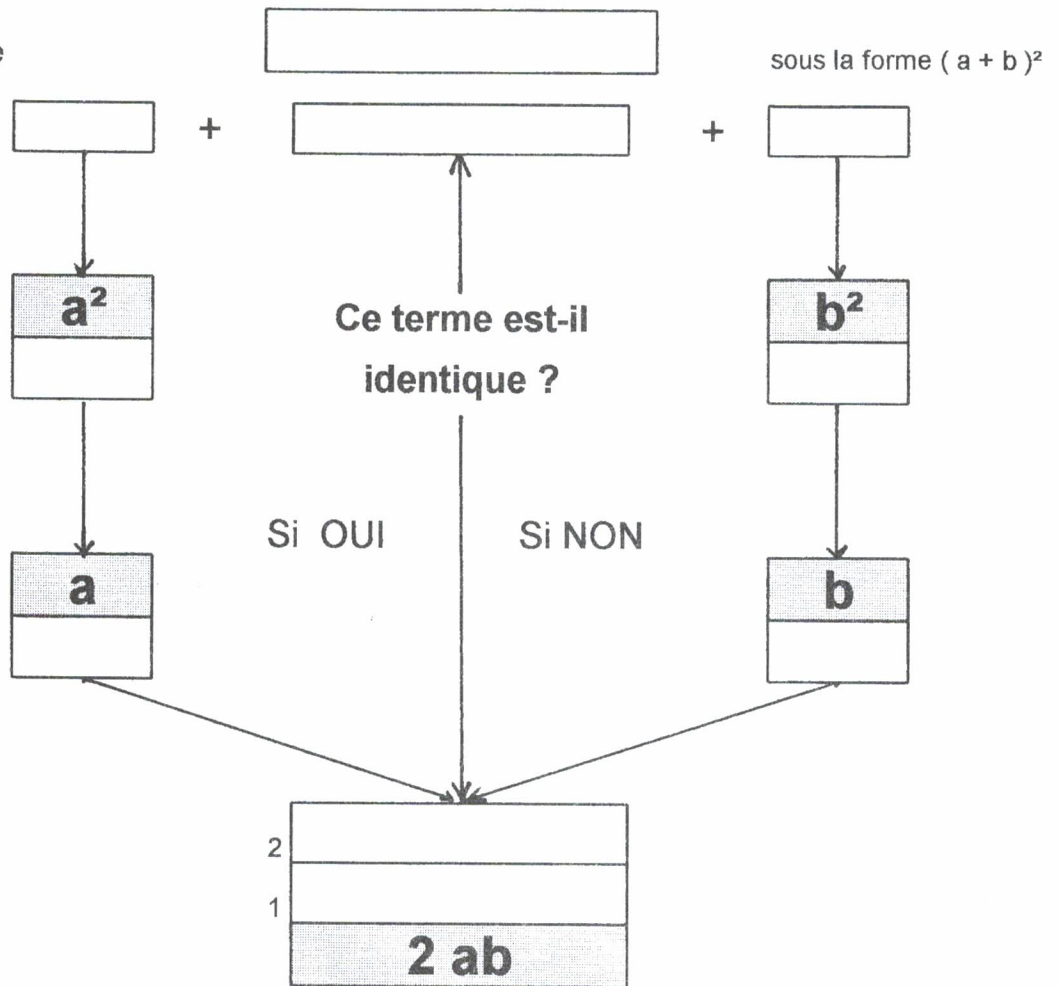 e
sous la forme ( a + b )²
+ +
a²
b²
Ce terme est-il
identique ?
Si OUI
Si NON
a
b
2
1
2 ab